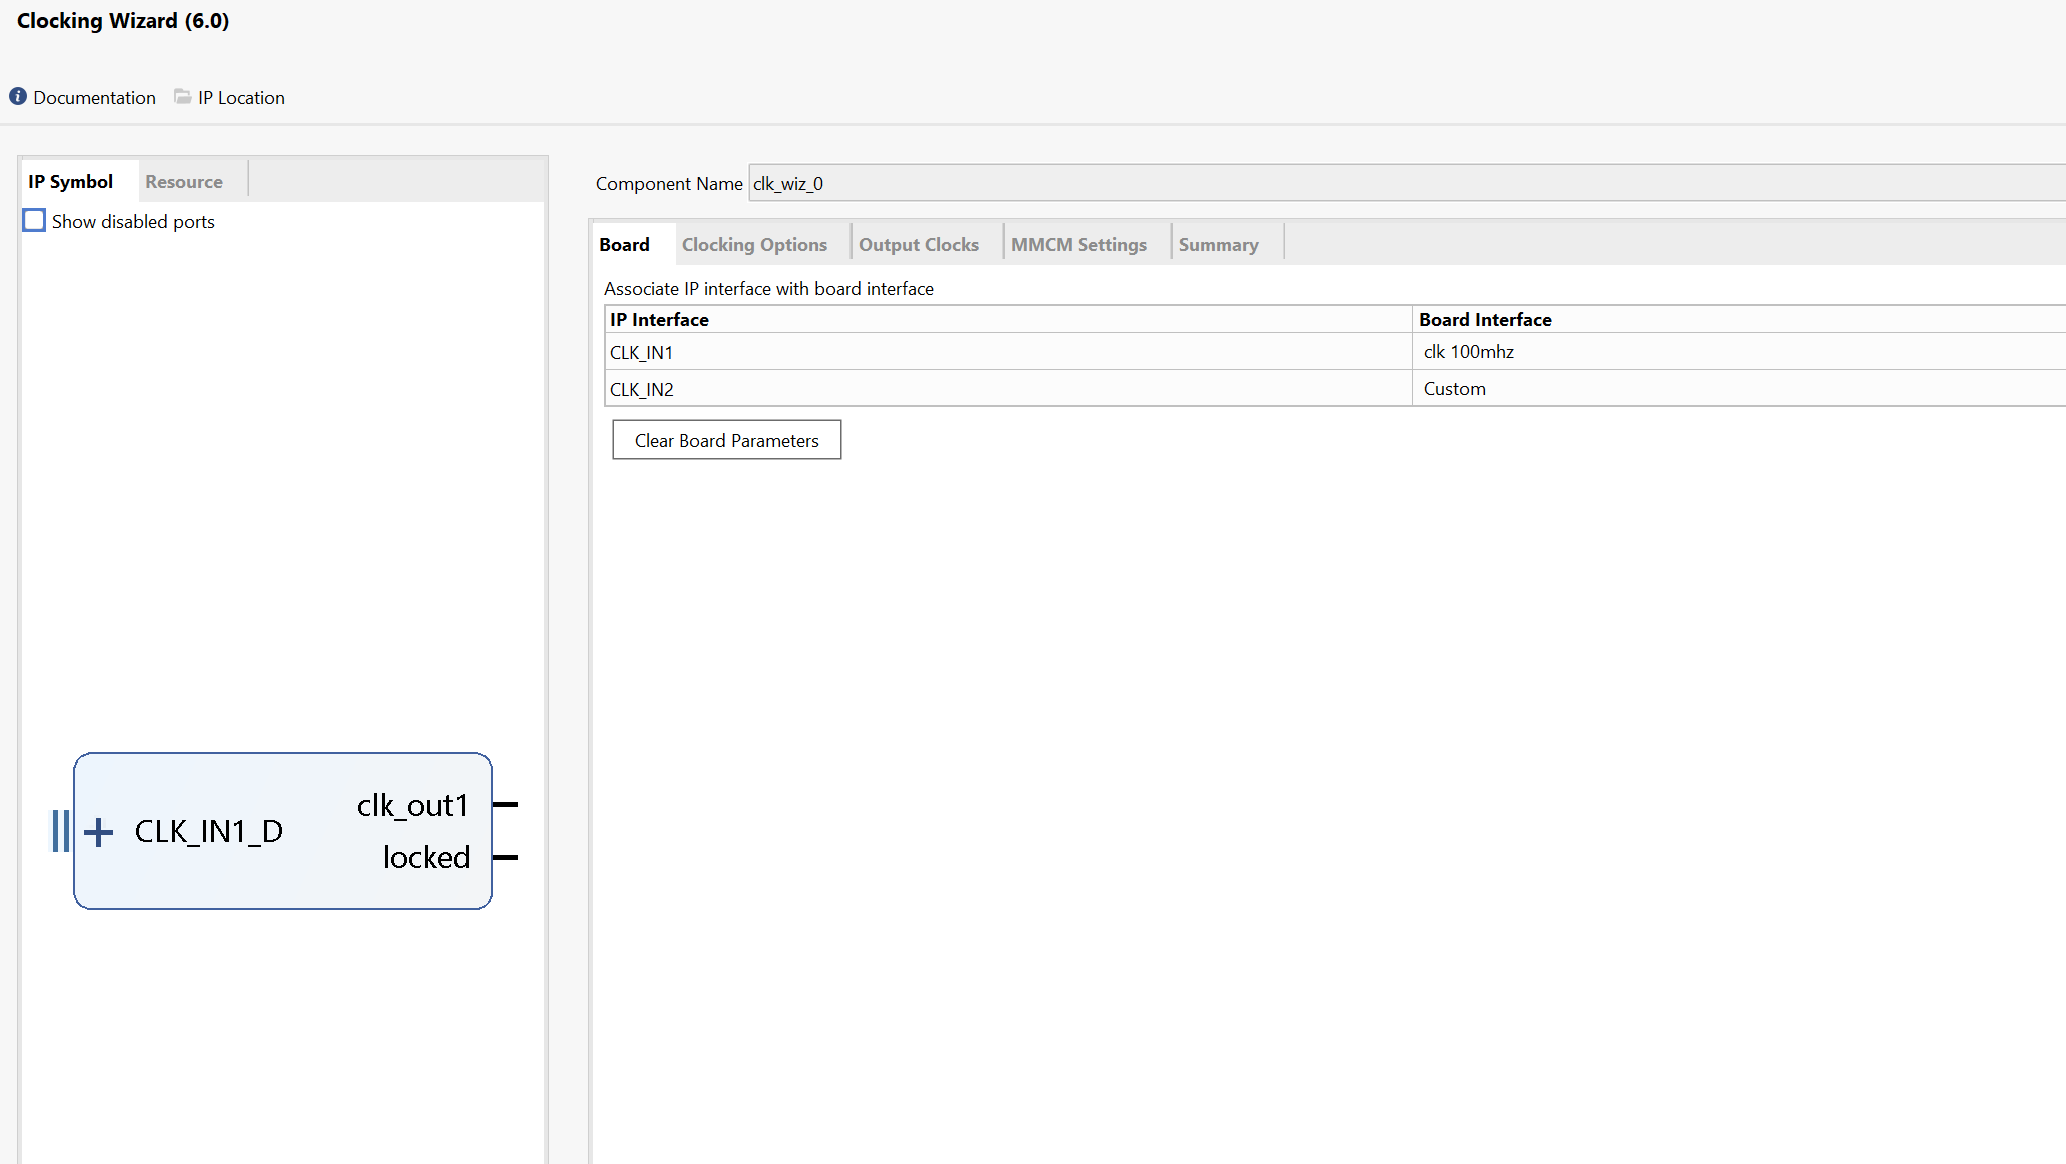 Clocking Wizard (6.0)
Documentation IP Location
IP Symbol Resource
Show disabled ports
CLK_IN1_D
clk_out1
locked
Component Name clk_wiz_0
Board Clocking Options Output Clocks MMCM Settings Summary
Associate IP interface with board interface
IP Interface Board Interface
CLK_IN1 clk 100mhz
CLK_IN2 Custom
Clear Board Parameters